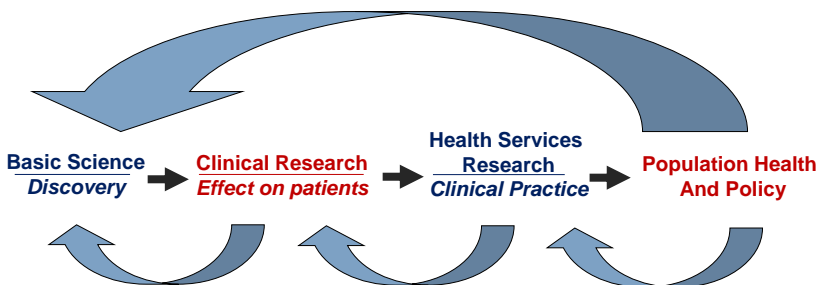 Basic Science
Discovery
Clinical Research
Effect on patients
Health Services
Research
Clinical Practice
Population Health
And Policy